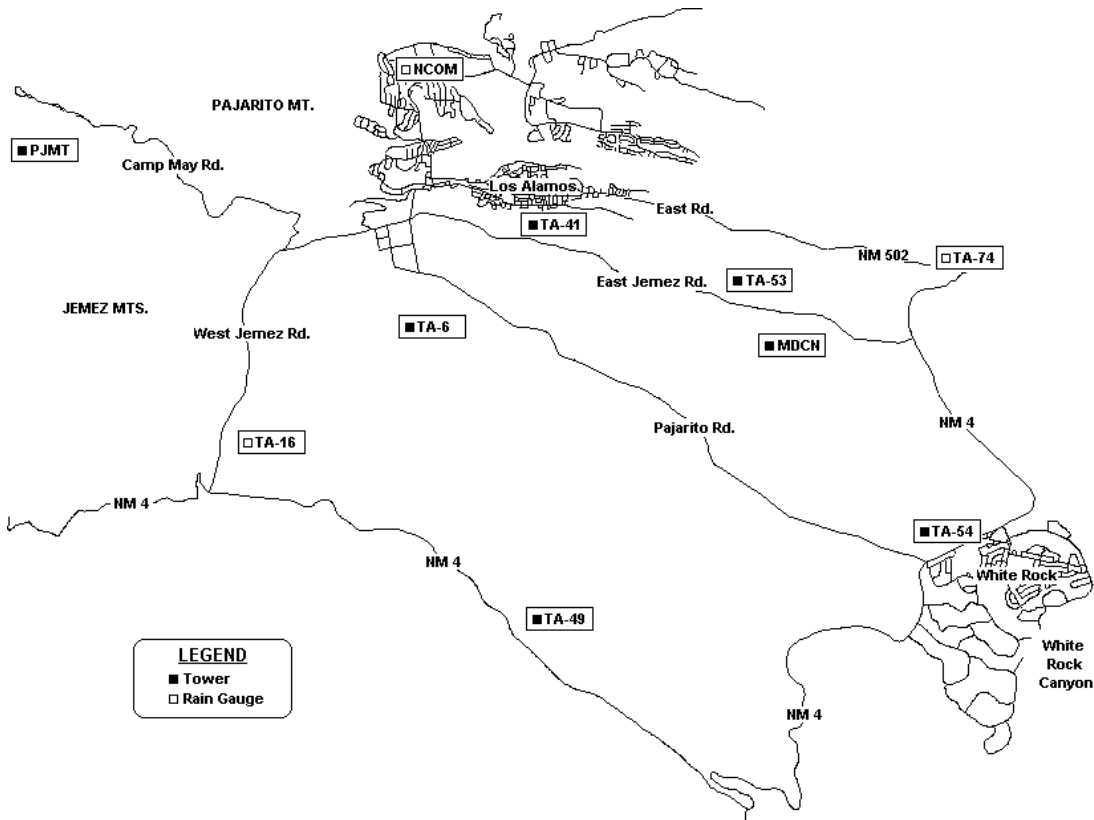 NCOM
PAJARITO MT.
PJMT
Camp May Rd.
Los Alamos
East Rd.
TA-41
NM 502
TA-74
East Jemez Rd.
TA-53
JEMEZ MTS.
West Jemez Rd.
TA-6
MDCN
Pajarito Rd.
NM 4
TA-16
NM 4
TA-54
NM 4
White Rock
TA-49
White
Rock
Canyon
NM 4
LEGEND
Tower
Rain Gauge